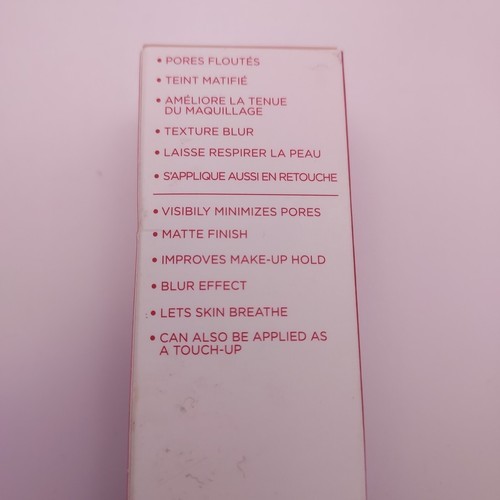 • PORES FLOUTÉS
• TEINT MATIFIÉ
• AMÉLIORE LA TENUE
DU MAQUILLAGE
• TEXTURE BLUR
• LAISSE RESPIRER LA PEAU
• S'APPLIQUE AUSSI EN RETOUCHE
• VISIBILY MINIMIZES PORES
• MATTE FINISH
• IMPROVES MAKE-UP HOLD
• BLUR EFFECT
• LETS SKIN BREATHE
• CAN ALSO BE APPLIED AS
A TOUCH-UP